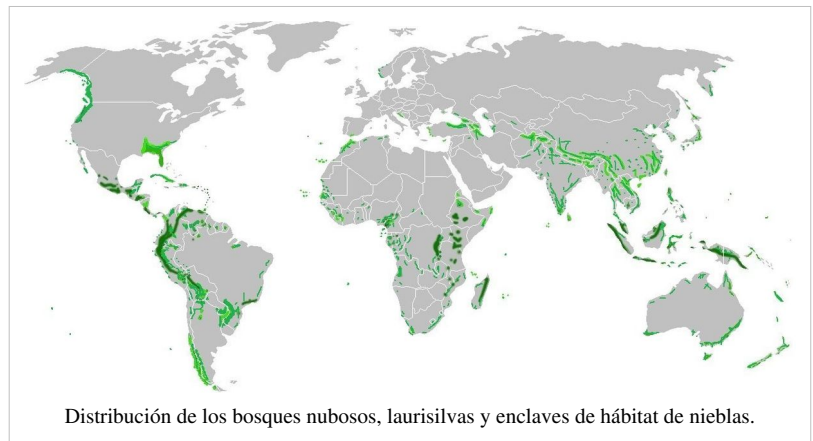 Distribución de los bosques nubosos, laurisilvas y enclaves de hábitat de nieblas.